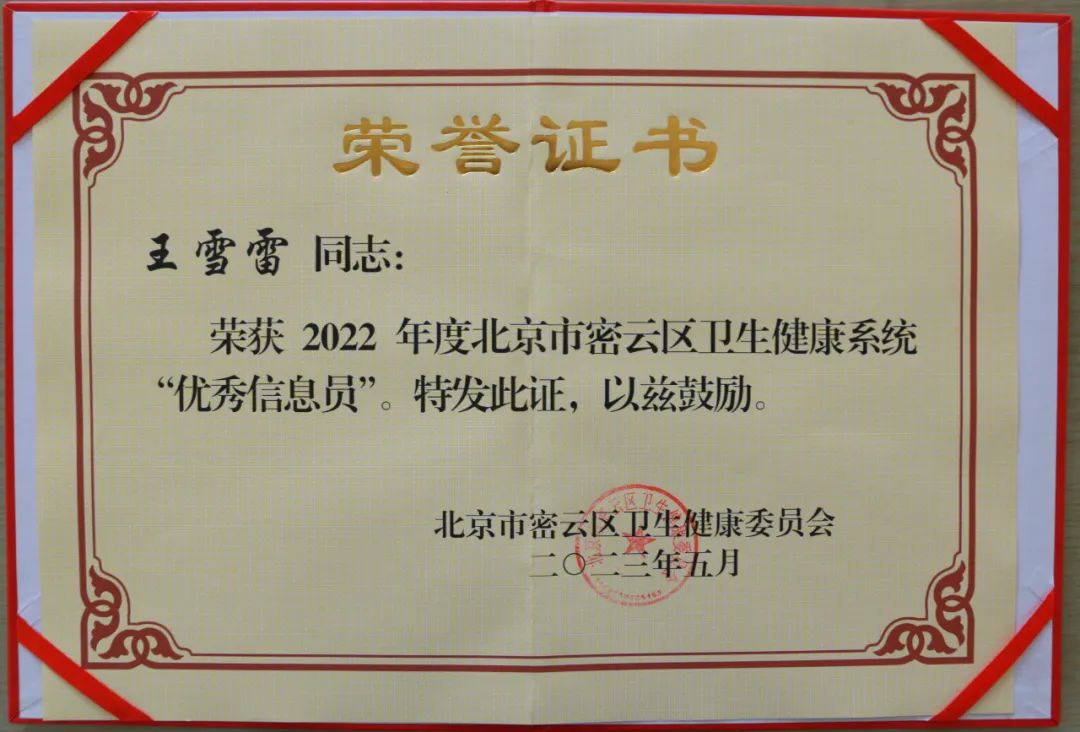 荣誉证书
王雪雷 同志：
荣获 2022 年度北京市密云区卫生健康系统
“优秀信息员”。特发此证，以兹鼓励。
北京市密云区卫生健康委员会
二〇二三年五月